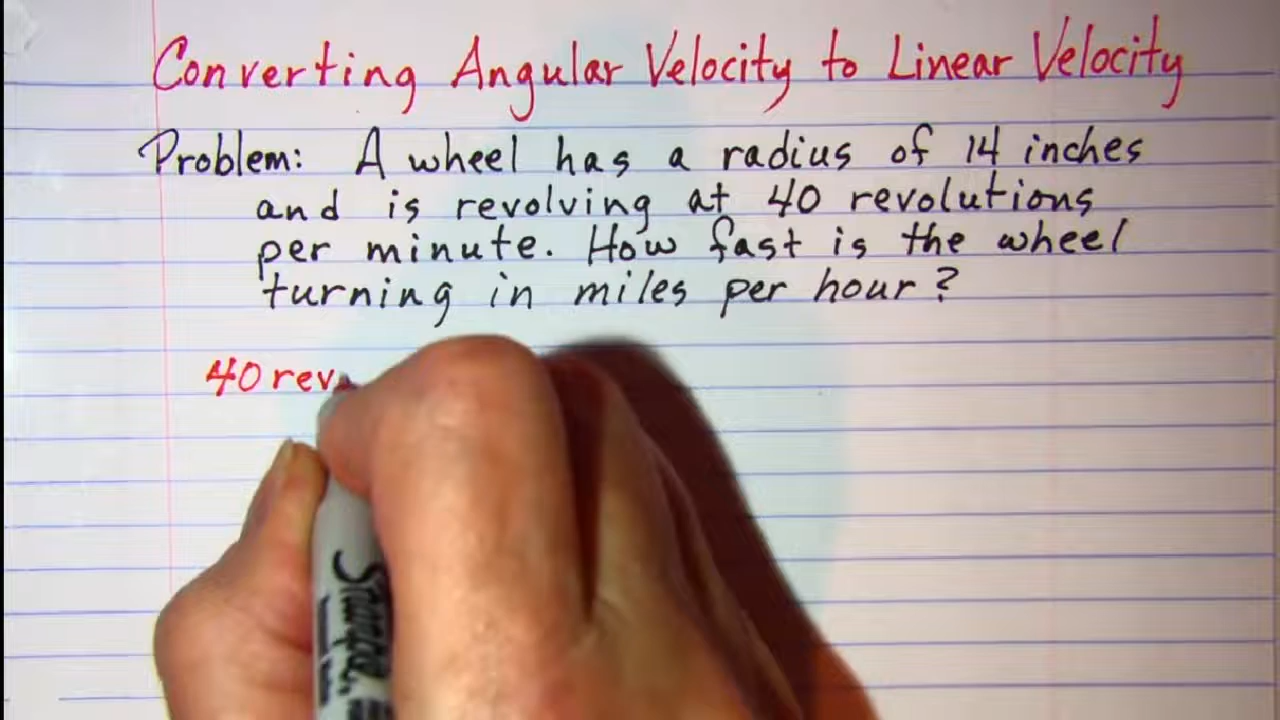 Converting Angular Velocity to Linear Velocity
Problem: A wheel has a radius of 14 inches
and is revolving at 40 revolutions
per minute. How fast is the wheel
turning in miles per hour?
40 rev
Sharpie